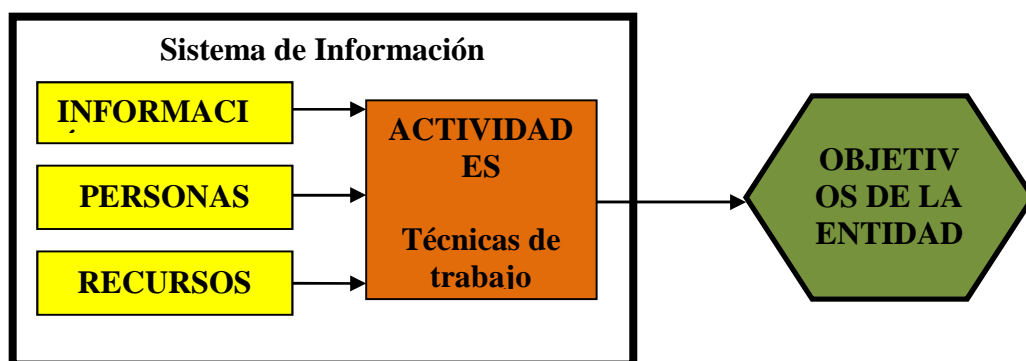 Sistema de Información
INFORMACI
PERSONAS
RECURSOS
ACTIVIDAD
ES
Técnicas de
trabajo
OBJETIV
OS DE LA
ENTIDAD